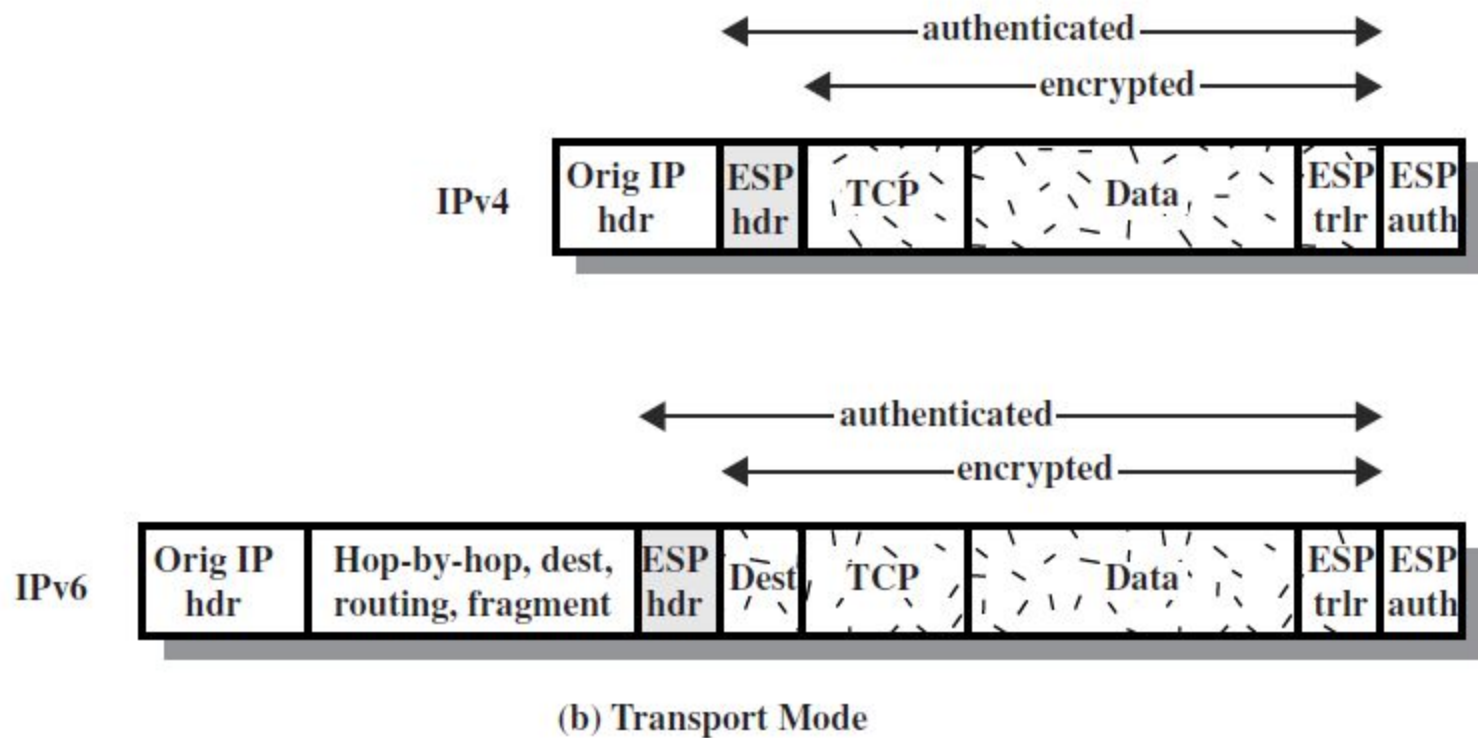 authenticated
encrypted
IPv4
Orig IP
hdr
ESP
hdr
TCP
Data
ESP
trlr
ESP
auth
authenticated
encrypted
IPv6
Orig IP
hdr
Hop-by-hop, dest,
routing, fragment
ESP
hdr
Dest
TCP
Data
ESP
trlr
ESP
auth
(b) Transport Mode